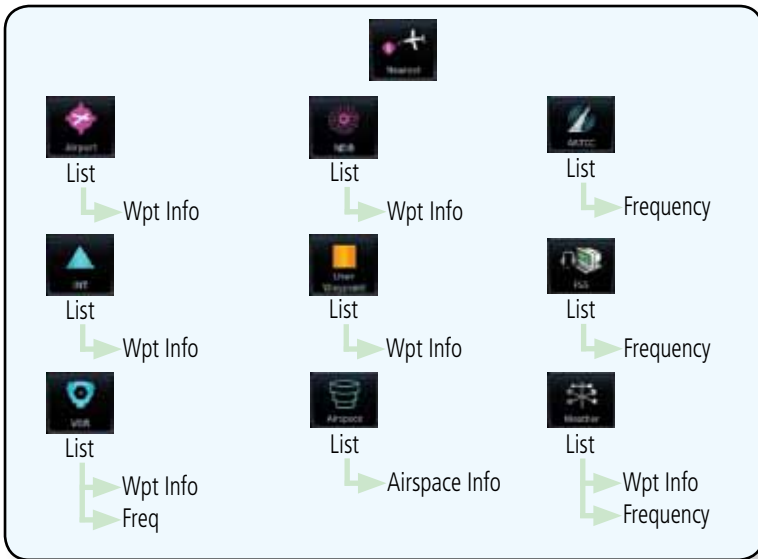 Nearest
Airport
List
Wpt Info
NDB
List
Wpt Info
ARTCC
List
Frequency
INT
List
Wpt Info
User
Waypoint
List
Wpt Info
FSS
List
Frequency
VOR
List
Wpt Info
Freq
Airspace
List
Airspace Info
Weather
List
Wpt Info
Frequency